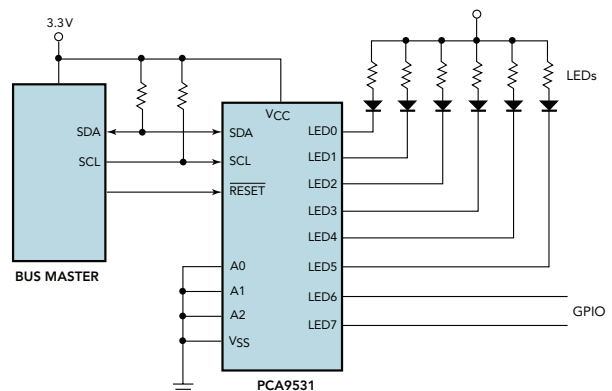 3.3 V
LEDs
VCC
SDA
SDA
LED0
SCL
SCL
LED1
RESET
LED2
LED3
LED4
A0
LED5
BUS MASTER
A1
LED6
A2
GPIO
VSS
LED7
PCA9531